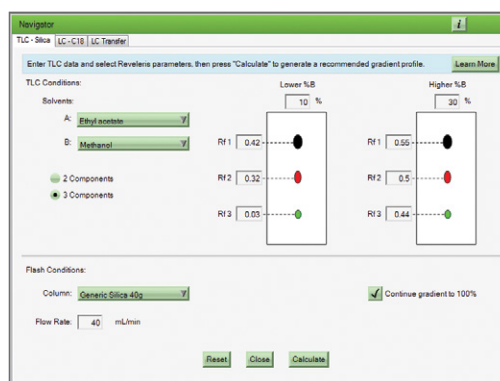 Navigator
i
TLC - Silica LC - C18 LC Transfer
Enter TLC data and select Reveleris parameters, then press "Calculate" to generate a recommended gradient profile. Learn More
TLC Conditions:
Lower %B Higher %B
Solvents:
10 % 30 %
A: Ethyl acetate
B: Methanol
Rf 1 0.42 Rf 1 0.55
2 Components
3 Components
Rf 2 0.32 Rf 2 0.5
Rf 3 0.03 Rf 3 0.44
Flash Conditions:
Column: Generic Silica 40g
Continue gradient to 100%
Flow Rate: 40 mL/min
Reset Close Calculate